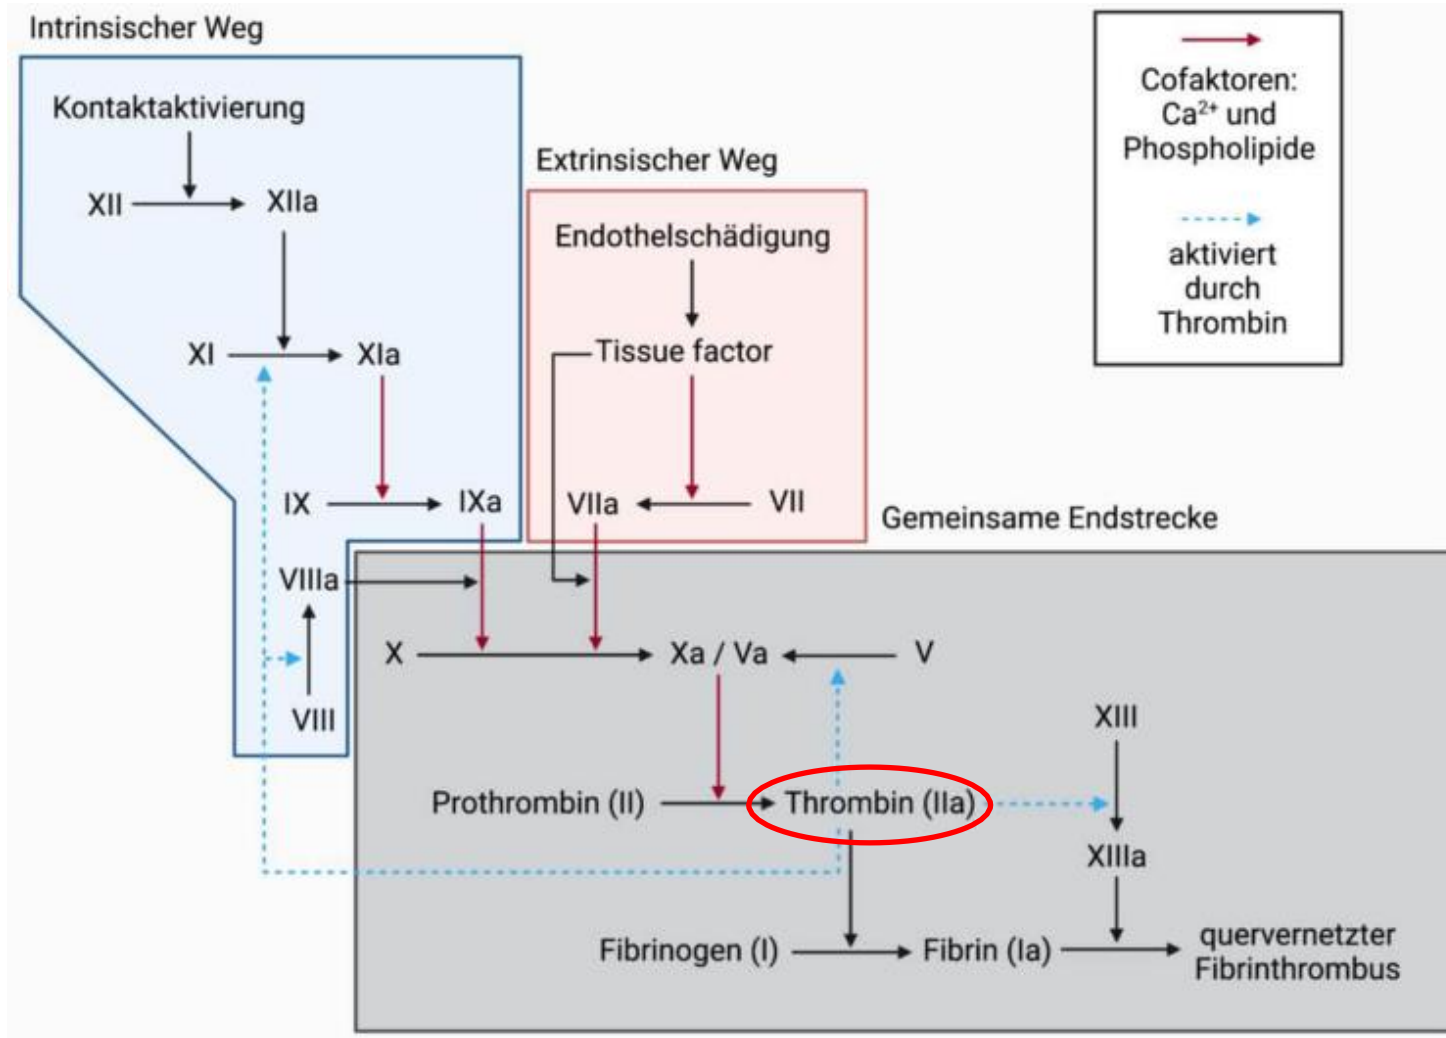 Intrinsischer Weg
Kontaktaktivierung
XII
XIIa
XI
XIa
IX
IXa
VIIIa
VIII
Extrinsischer Weg
Endothelschädigung
Tissue factor
VIIa
VII
Gemeinsame Endstrecke
X
Xa / Va
V
XIII
Prothrombin (II)
Thrombin (IIa)
XIIIa
Fibrinogen (I)
Fibrin (Ia)
quervernetzter
Fibrinthrombus
Cofaktoren:
Ca²⁺ und
Phospholipide
aktiviert
durch
Thrombin